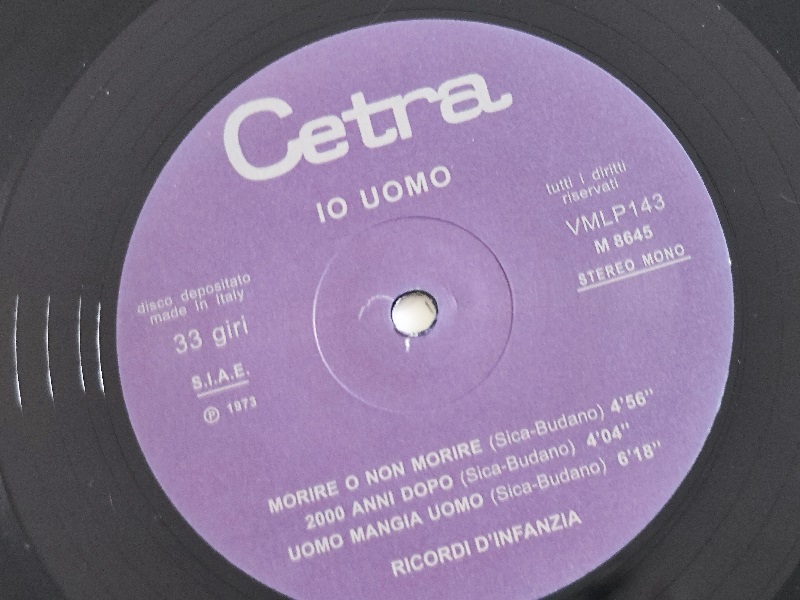 Cetra
IO UOMO
tutti i diritti
riservati
VMLP143
M 8645
STEREO MONO
disco depositato
made in Italy
33 giri
S.I.A.E.
Ⓟ 1973
MORIRE O NON MORIRE (Sica-Budano) 4'56"
2000 ANNI DOPO (Sica-Budano) 4'04"
UOMO MANGIA UOMO (Sica-Budano) 6'18"
RICORDI D'INFANZIA